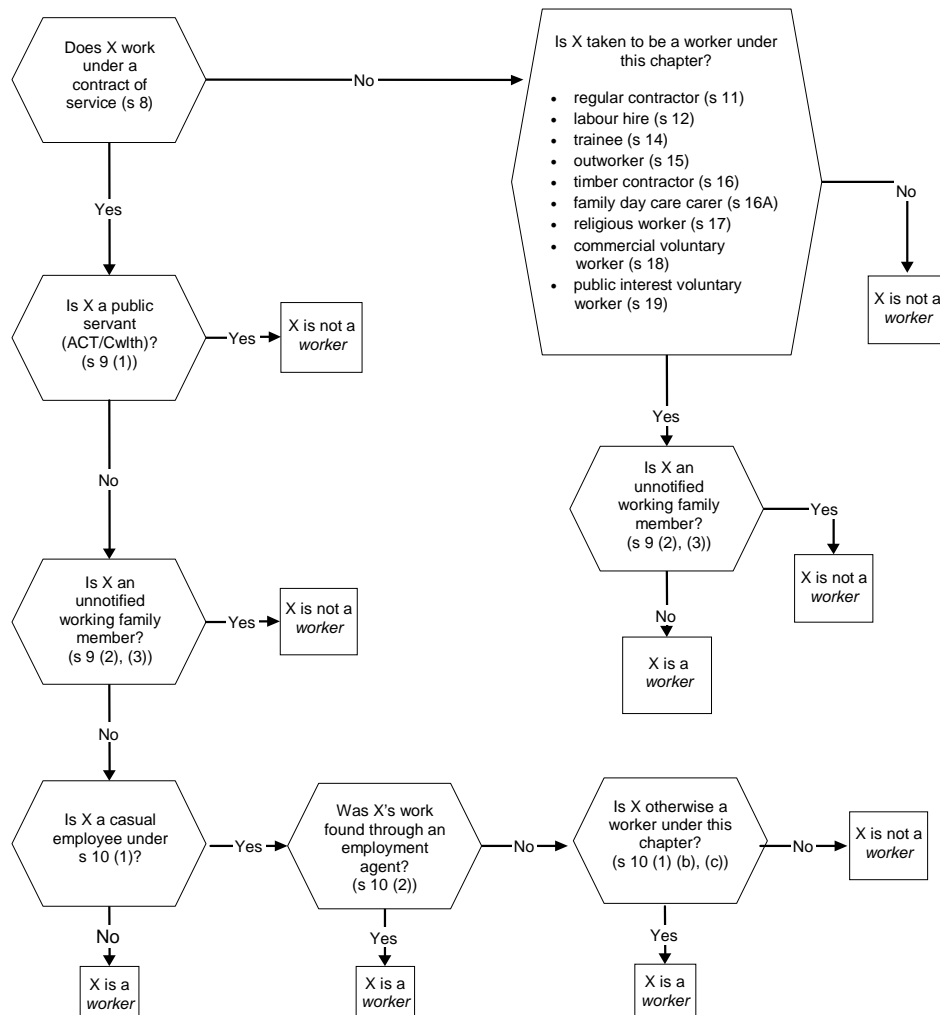 Does X work
under a
contract of
service (s 8)
No
Is X taken to be a worker under
this chapter?
• regular contractor (s 11)
• labour hire (s 12)
• trainee (s 14)
• outworker (s 15)
• timber contractor (s 16)
• family day care carer (s 16A)
• religious worker (s 17)
• commercial voluntary
worker (s 18)
• public interest voluntary
worker (s 19)
No
X is not a
worker
Yes
Is X a public
servant
(ACT/Cwlth)?
(s 9 (1))
Yes
X is not a
worker
Yes
Is X an
unnotified
working family
member?
(s 9 (2), (3))
Yes
X is not a
worker
No
X is a
worker
No
Is X an
unnotified
working family
member?
(s 9 (2), (3))
Yes
X is not a
worker
No
Is X a casual
employee under
s 10 (1)?
Yes
Was X's work
found through an
employment
agent?
(s 10 (2))
No
Is X otherwise a
worker under this
chapter?
(s 10 (1) (b), (c))
No
X is not a
worker
No
X is a
worker
Yes
X is a
worker
Yes
X is a
worker